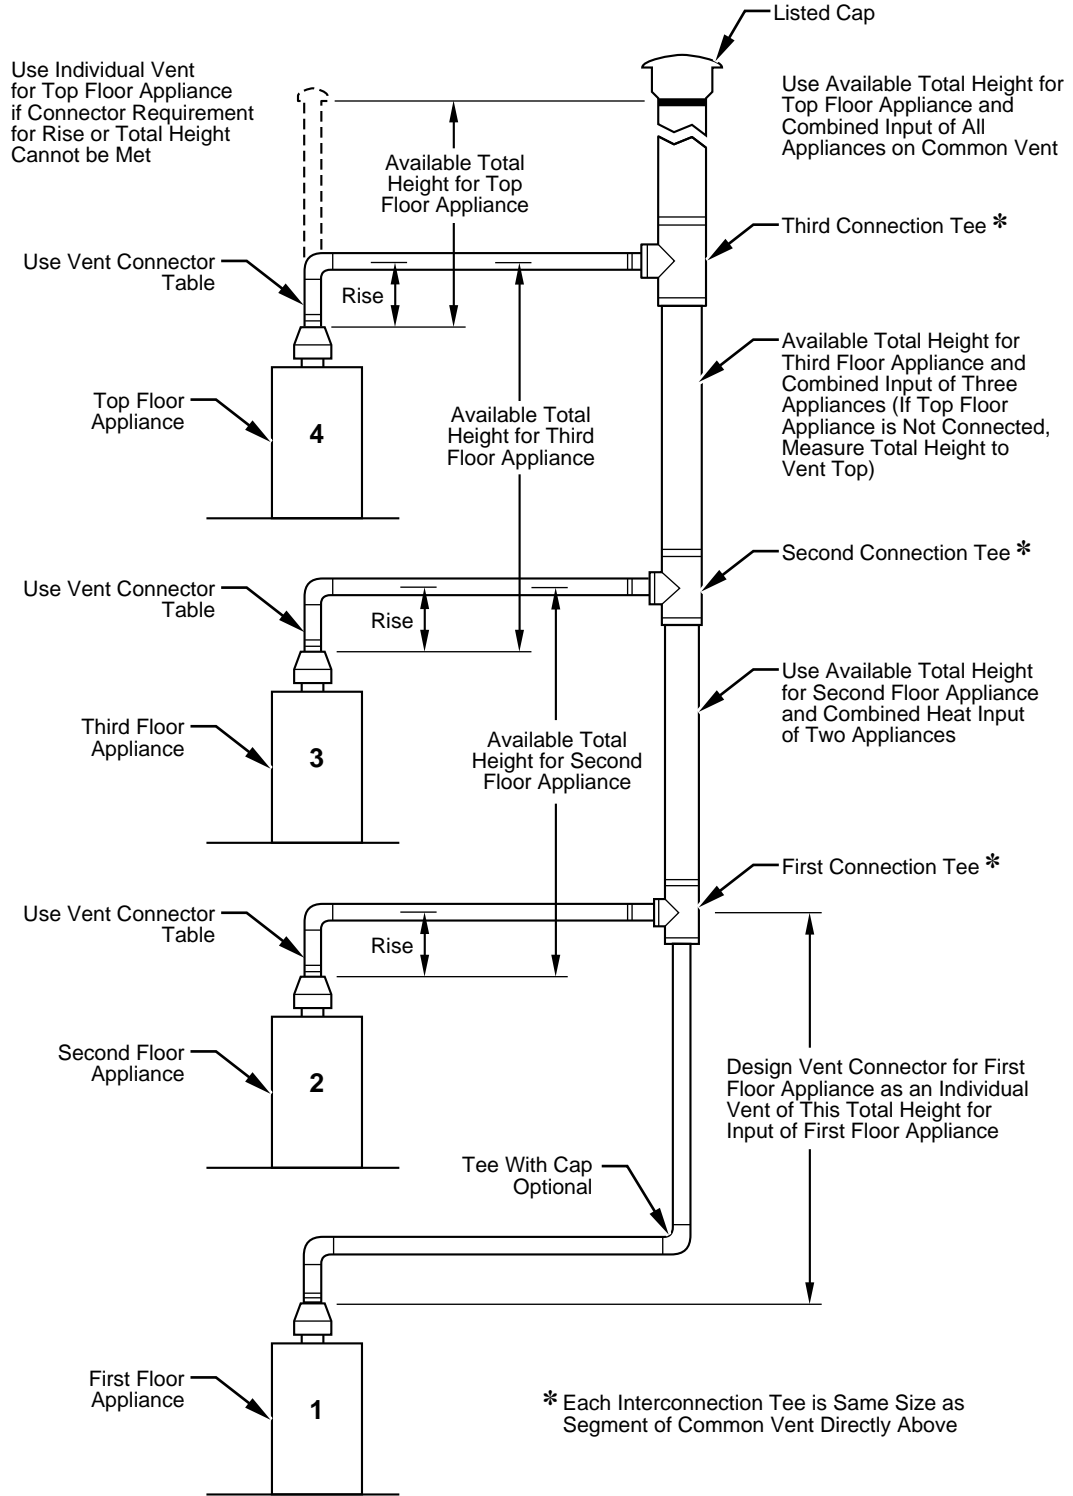 Listed Cap
Use Individual Vent
for Top Floor Appliance
if Connector Requirement
for Rise or Total Height
Cannot be Met
Use Available Total Height for
Top Floor Appliance and
Combined Input of All
Appliances on Common Vent
Available Total
Height for Top
Floor Appliance
Third Connection Tee *
Use Vent Connector
Table
Rise
Available Total Height for
Third Floor Appliance and
Combined Input of Three
Appliances (If Top Floor
Appliance is Not Connected,
Measure Total Height to
Vent Top)
Top Floor
Appliance
4
Available Total
Height for Third
Floor Appliance
Second Connection Tee *
Use Vent Connector
Table
Rise
Use Available Total Height
for Second Floor Appliance
and Combined Heat Input
of Two Appliances
Third Floor
Appliance
3
Available Total
Height for Second
Floor Appliance
First Connection Tee *
Use Vent Connector
Table
Rise
Second Floor
Appliance
2
Design Vent Connector for First
Floor Appliance as an Individual
Vent of This Total Height for
Input of First Floor Appliance
Tee With Cap
Optional
First Floor
Appliance
1
* Each Interconnection Tee is Same Size as
Segment of Common Vent Directly Above